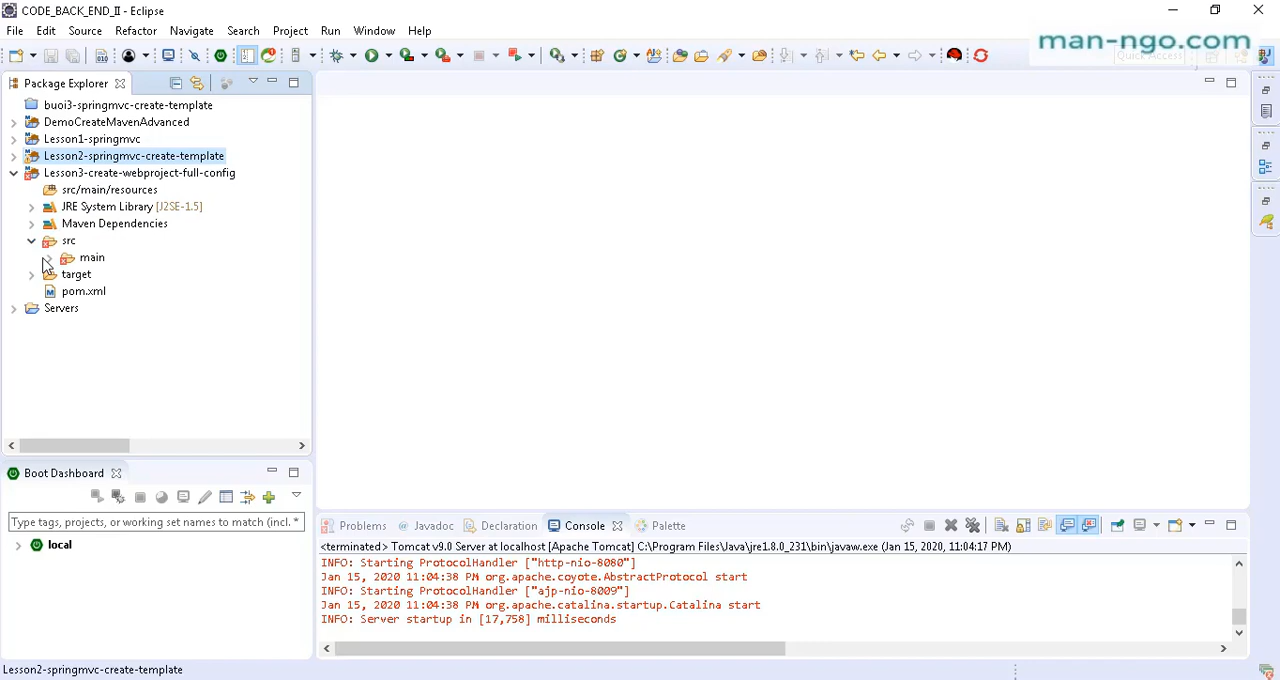 CODE_BACK_END_II - Eclipse
File Edit Source Refactor Navigate Search Project Run Window Help
man-ngo.com
Quick Access
Package Explorer
buoi3-springmvc-create-template
DemoCreateMavenAdvanced
Lesson1-springmvc
Lesson2-springmvc-create-template
Lesson3-create-webproject-full-config
src/main/resources
JRE System Library [J2SE-1.5]
Maven Dependencies
src
main
target
pom.xml
Servers
Boot Dashboard
Type tags, projects, or working set names to match (incl. *
local
Problems Javadoc Declaration Console Palette
<terminated> Tomcat v9.0 Server at localhost [Apache Tomcat] C:\Program Files\Java\jre1.8.0_231\bin\javaw.exe (Jan 15, 2020, 11:04:17 PM)
INFO: Starting ProtocolHandler ["http-nio-8080"]
Jan 15, 2020 11:04:38 PM org.apache.coyote.AbstractProtocol start
INFO: Starting ProtocolHandler ["ajp-nio-8009"]
Jan 15, 2020 11:04:38 PM org.apache.catalina.startup.Catalina start
INFO: Server startup in [17,758] milliseconds
Lesson2-springmvc-create-template